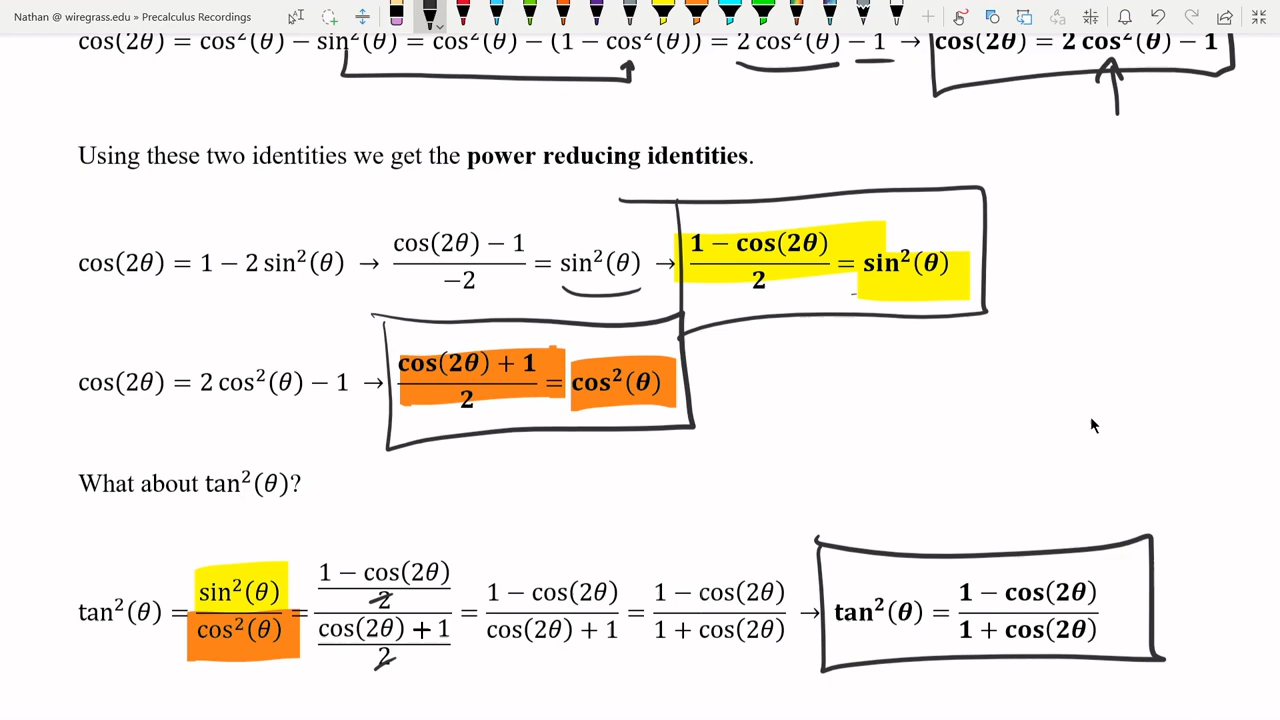 Nathan @ wiregrass.edu » Precalculus Recordings
cos(2θ) = cos²(θ) − sin²(θ) = cos²(θ) − (1 − cos²(θ)) = 2 cos²(θ) − 1 → cos(2θ) = 2 cos²(θ) − 1
Using these two identities we get the power reducing identities.
cos(2θ) = 1 − 2 sin²(θ) → (cos(2θ) − 1)/(−2) = sin²(θ) → (1 − cos(2θ))/2 = sin²(θ)
cos(2θ) = 2 cos²(θ) − 1 → (cos(2θ) + 1)/2 = cos²(θ)
What about tan²(θ)?
tan²(θ) = sin²(θ)/cos²(θ) = ((1 − cos(2θ))/2)/((cos(2θ) + 1)/2) = (1 − cos(2θ))/(cos(2θ) + 1) = (1 − cos(2θ))/(1 + cos(2θ)) → tan²(θ) = (1 − cos(2θ))/(1 + cos(2θ))